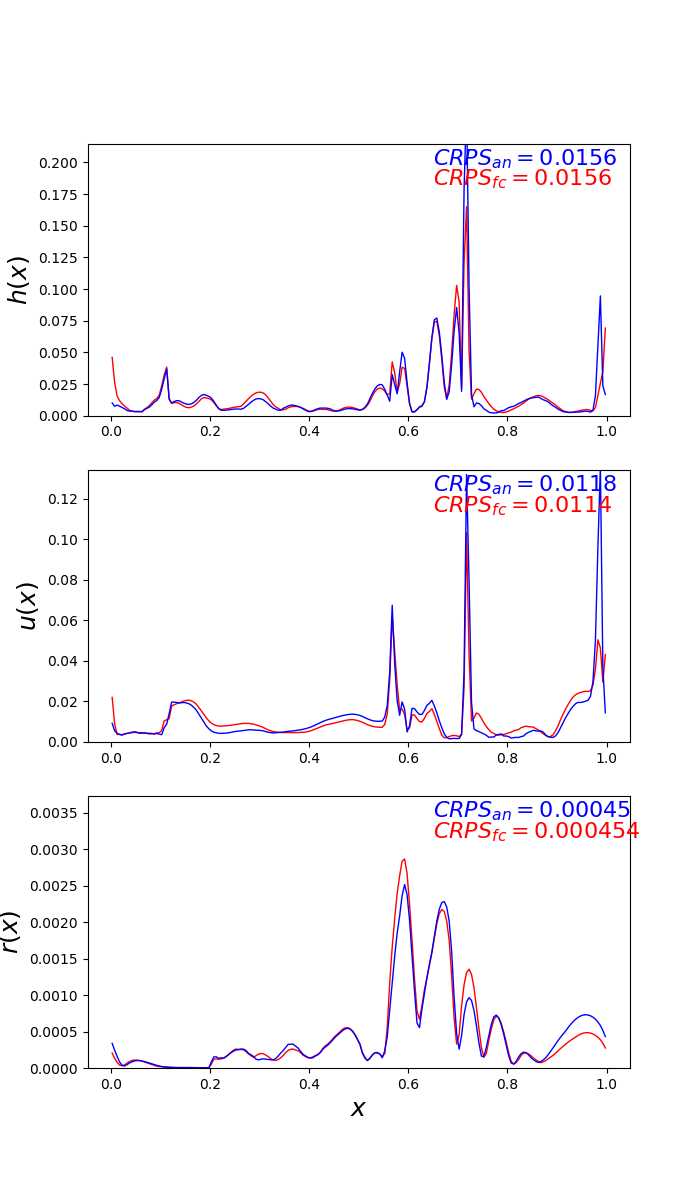 CRPS_an = 0.0156
CRPS_fc = 0.0156
0.200
0.175
0.150
0.125
0.100
0.075
0.050
0.025
0.000
h(x)
0.0 0.2 0.4 0.6 0.8 1.0
CRPS_an = 0.0118
CRPS_fc = 0.0114
0.12
0.10
0.08
0.06
0.04
0.02
0.00
u(x)
0.0 0.2 0.4 0.6 0.8 1.0
CRPS_an = 0.00045
CRPS_fc = 0.000454
0.0035
0.0030
0.0025
0.0020
0.0015
0.0010
0.0005
0.0000
r(x)
0.0 0.2 0.4 0.6 0.8 1.0
x